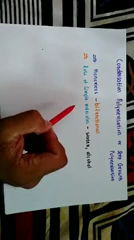 Condensation Polymerisation or Step Growth
Polymerisation
Monomers - bifunctional
Loss of Simple molecules - water, alcohol